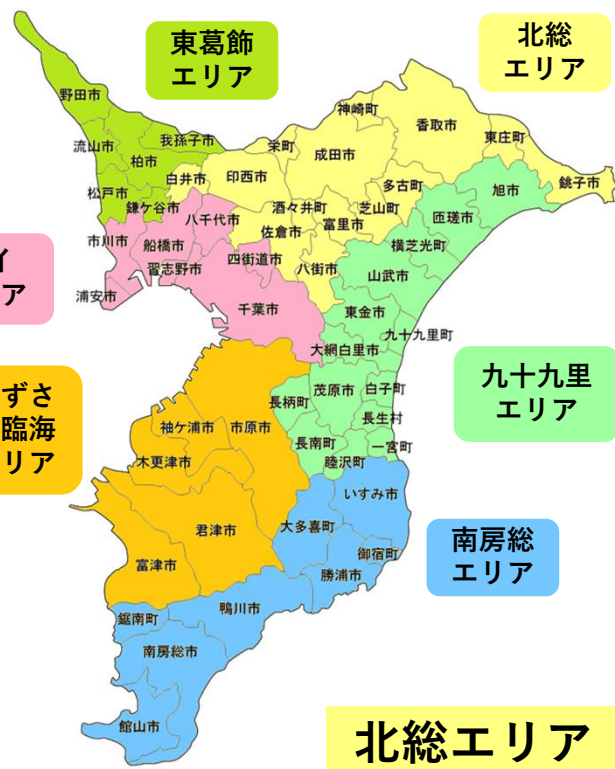 東葛飾
エリア
北総
エリア
野田市
流山市
柏市
我孫子市
松戸市
鎌ケ谷市
白井市
印西市
栄町
成田市
神崎町
香取市
東庄町
銚子市
旭市
多古町
匝瑳市
酒々井町
芝山町
佐倉市
富里市
横芝光町
八千代市
市川市
船橋市
習志野市
四街道市
八街市
山武市
浦安市
千葉市
東金市
九十九里町
大網白里市
イ
ア
ずさ
臨海
リア
九十九里
エリア
茂原市
白子町
長柄町
長生村
長南町
一宮町
睦沢町
袖ケ浦市
市原市
木更津市
君津市
富津市
いすみ市
大多喜町
御宿町
勝浦市
南房総
エリア
鴨川市
鋸南町
南房総市
館山市
北総エリア